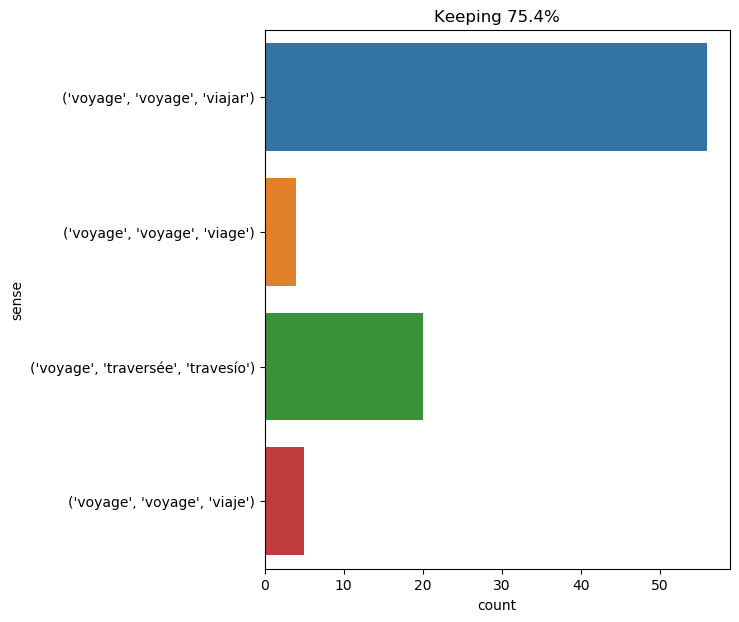 Keeping 75.4%
('voyage', 'voyage', 'viajar')
('voyage', 'voyage', 'viage')
sense
('voyage', 'traversée', 'travesío')
('voyage', 'voyage', 'viaje')
0 10 20 30 40 50
count